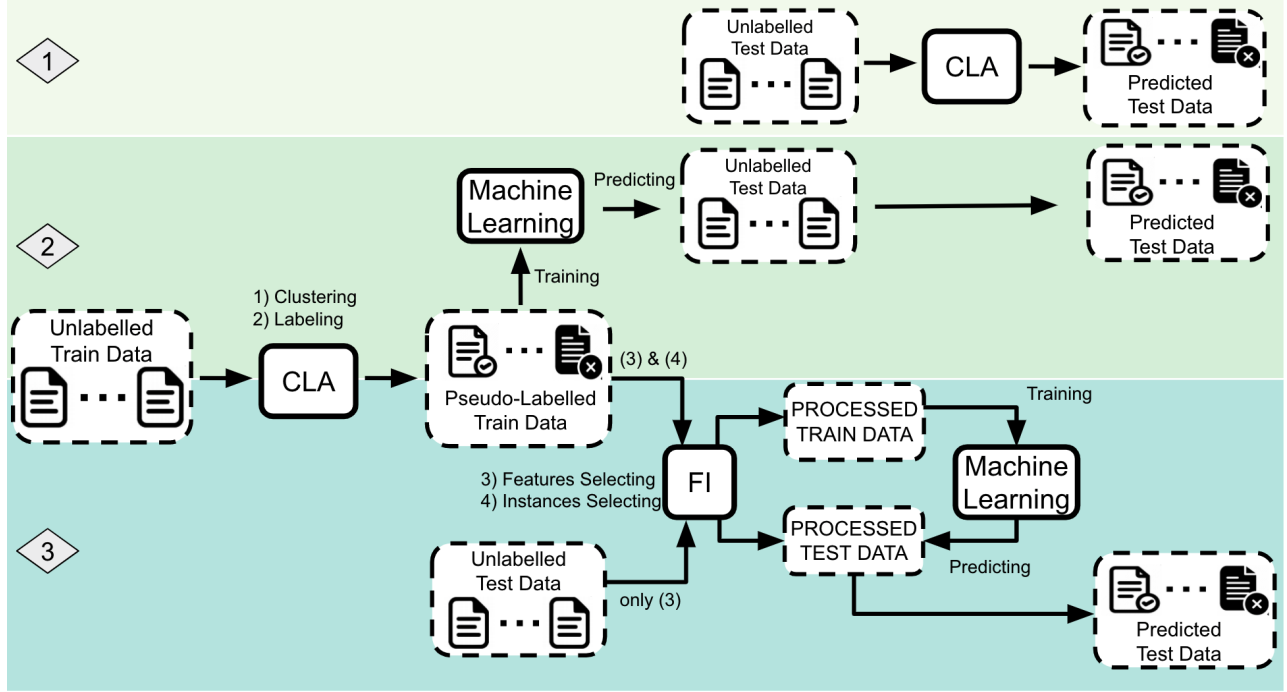 1
Unlabelled
Test Data
CLA
Predicted
Test Data
2
Machine
Learning
Predicting
Unlabelled
Test Data
Predicted
Test Data
Training
Unlabelled
Train Data
1) Clustering
2) Labeling
CLA
Pseudo-Labelled
Train Data
(3) & (4)
3
3) Features Selecting
4) Instances Selecting
FI
PROCESSED
TRAIN DATA
Training
Machine
Learning
PROCESSED
TEST DATA
Predicting
Unlabelled
Test Data
only (3)
Predicted
Test Data